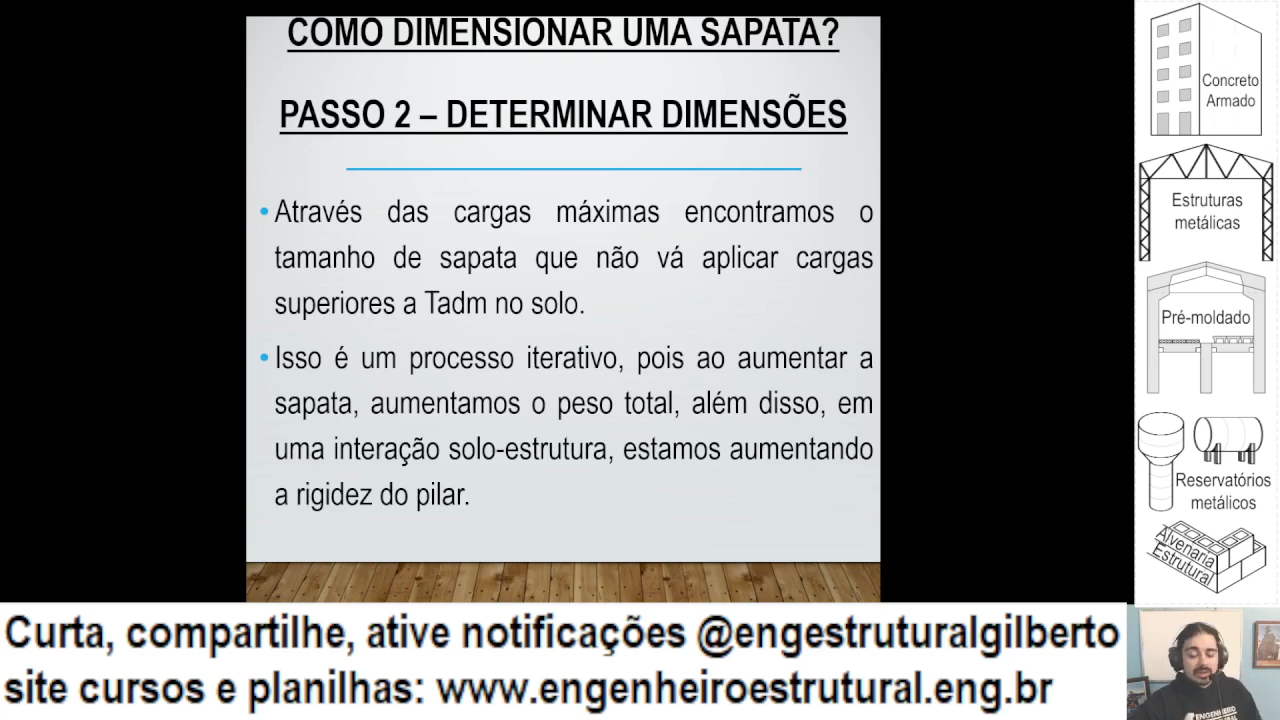 COMO DIMENSIONAR UMA SAPATA?
PASSO 2 – DETERMINAR DIMENSÕES
• Através das cargas máximas encontramos o
tamanho de sapata que não vá aplicar cargas
superiores a Tadm no solo.
• Isso é um processo iterativo, pois ao aumentar a
sapata, aumentamos o peso total, além disso, em
uma interação solo-estrutura, estamos aumentando
a rigidez do pilar.
Concreto
Armado
Estruturas
metálicas
Pré-moldado
Reservatórios
metálicos
Alvenaria
Estrutural
Curta, compartilhe, ative notificações @engestruturalgilberto
site cursos e planilhas: www.engenheiroestrutural.eng.br
ENGENHEIRO